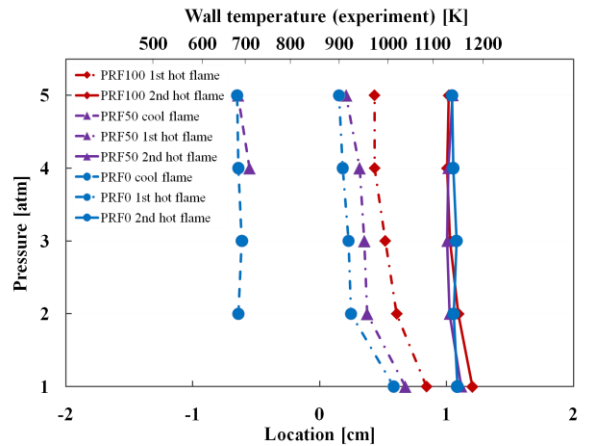 Wall temperature (experiment) [K]
500 600 700 800 900 1000 1100 1200
PRF100 1st hot flame
PRF100 2nd hot flame
PRF50 cool flame
PRF50 1st hot flame
PRF50 2nd hot flame
PRF0 cool flame
PRF0 1st hot flame
PRF0 2nd hot flame
5
4
3
2
1
Pressure [atm]
-2 -1 0 1 2
Location [cm]